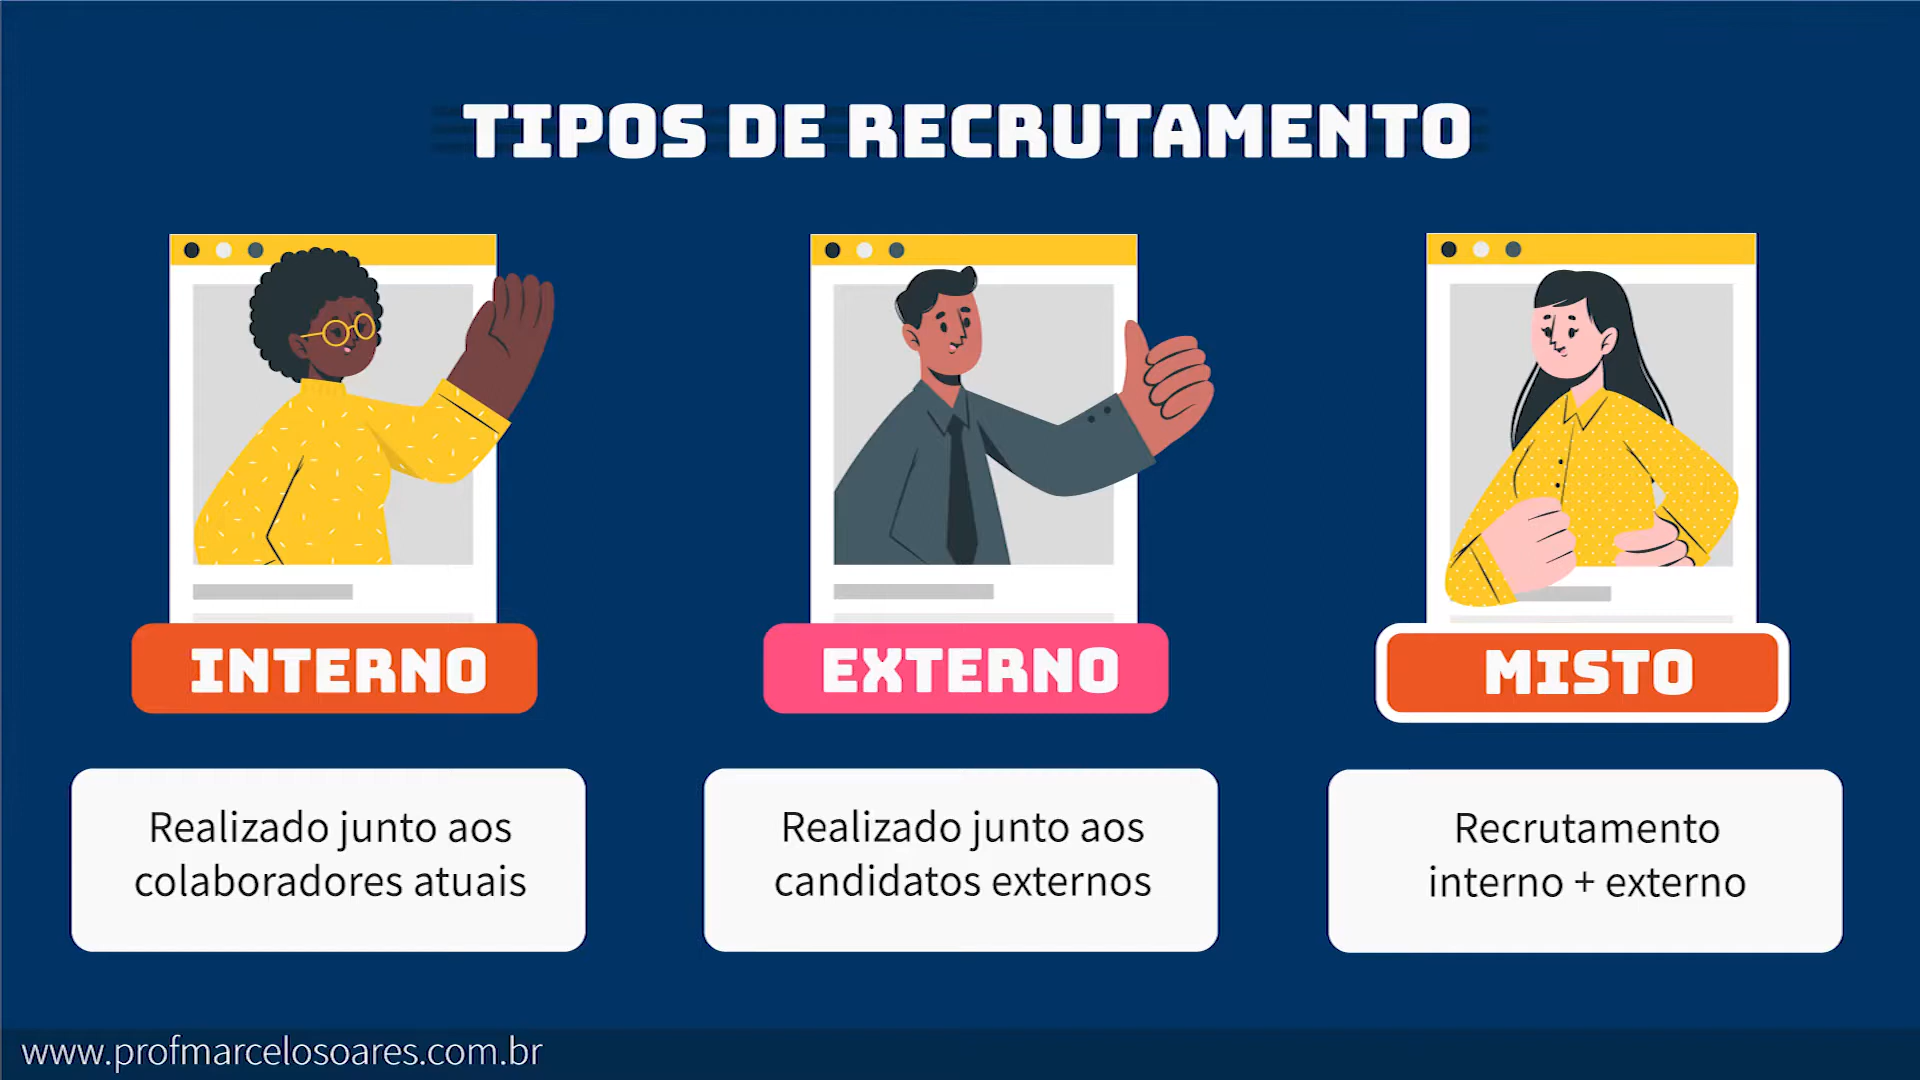 TIPOS DE RECRUTAMENTO
INTERNO
Realizado junto aos
colaboradores atuais
EXTERNO
Realizado junto aos
candidatos externos
MISTO
Recrutamento
interno + externo
www.profmarcelosoares.com.br